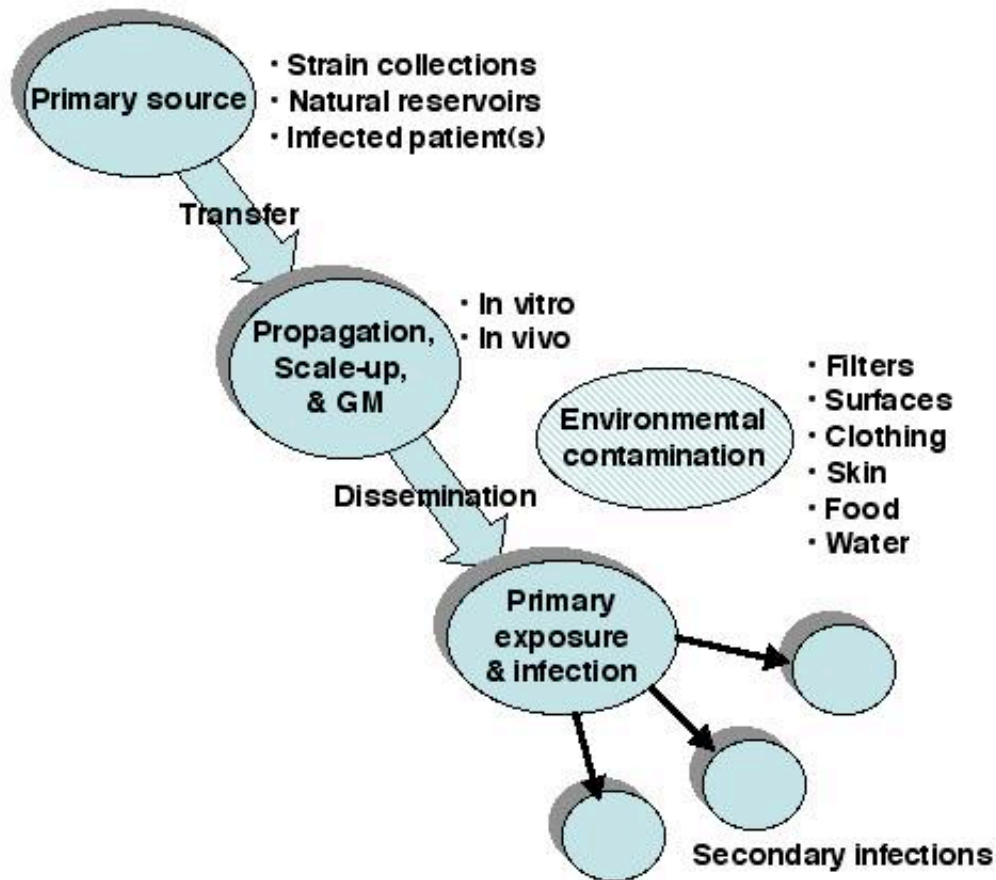 Primary source
· Strain collections
· Natural reservoirs
· Infected patient(s)
Transfer
Propagation,
Scale-up,
& GM
· In vitro
· In vivo
Environmental
contamination
· Filters
· Surfaces
· Clothing
· Skin
· Food
· Water
Dissemination
Primary
exposure
& infection
Secondary infections